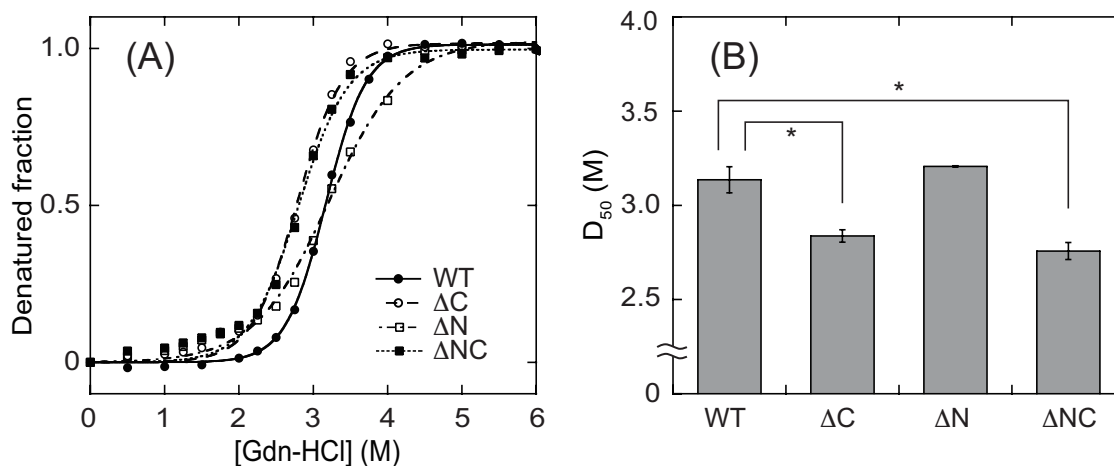 (A)
1.0
0.5
0
Denatured fraction
WT
ΔC
ΔN
ΔNC
0 1 2 3 4 5 6
[Gdn-HCl] (M)
(B)
4.0
3.5
3.0
2.5
0
D50 (M)
*
*
WT ΔC ΔN ΔNC